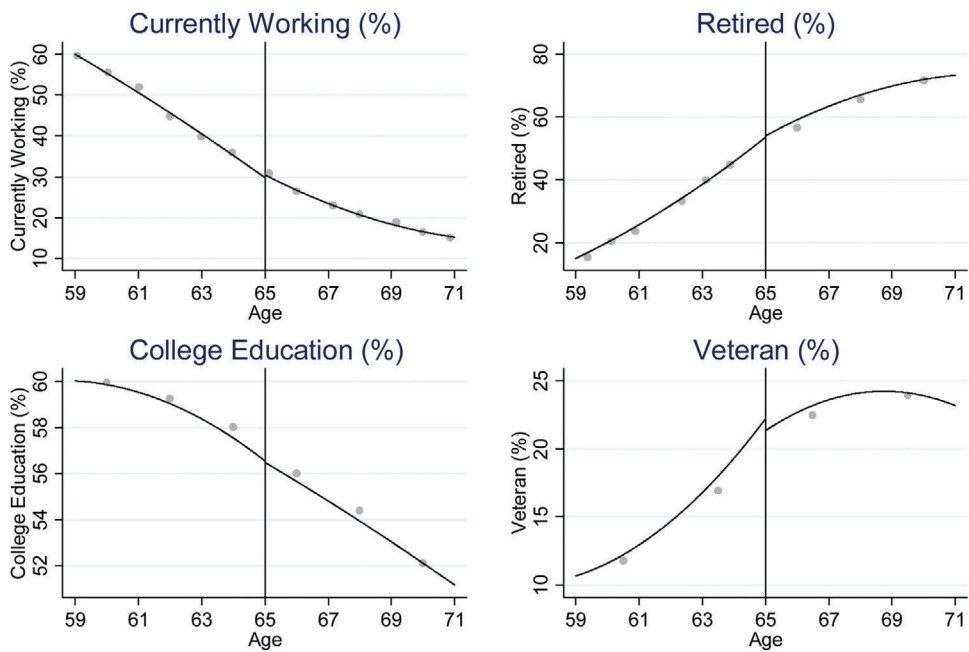 Currently Working (%)
Currently Working (%)
60
50
40
30
20
10
59 61 63 65 67 69 71
Age
Retired (%)
Retired (%)
80
60
40
20
59 61 63 65 67 69 71
Age
College Education (%)
College Education (%)
60
58
56
54
52
59 61 63 65 67 69 71
Age
Veteran (%)
Veteran (%)
25
20
15
10
59 61 63 65 67 69 71
Age